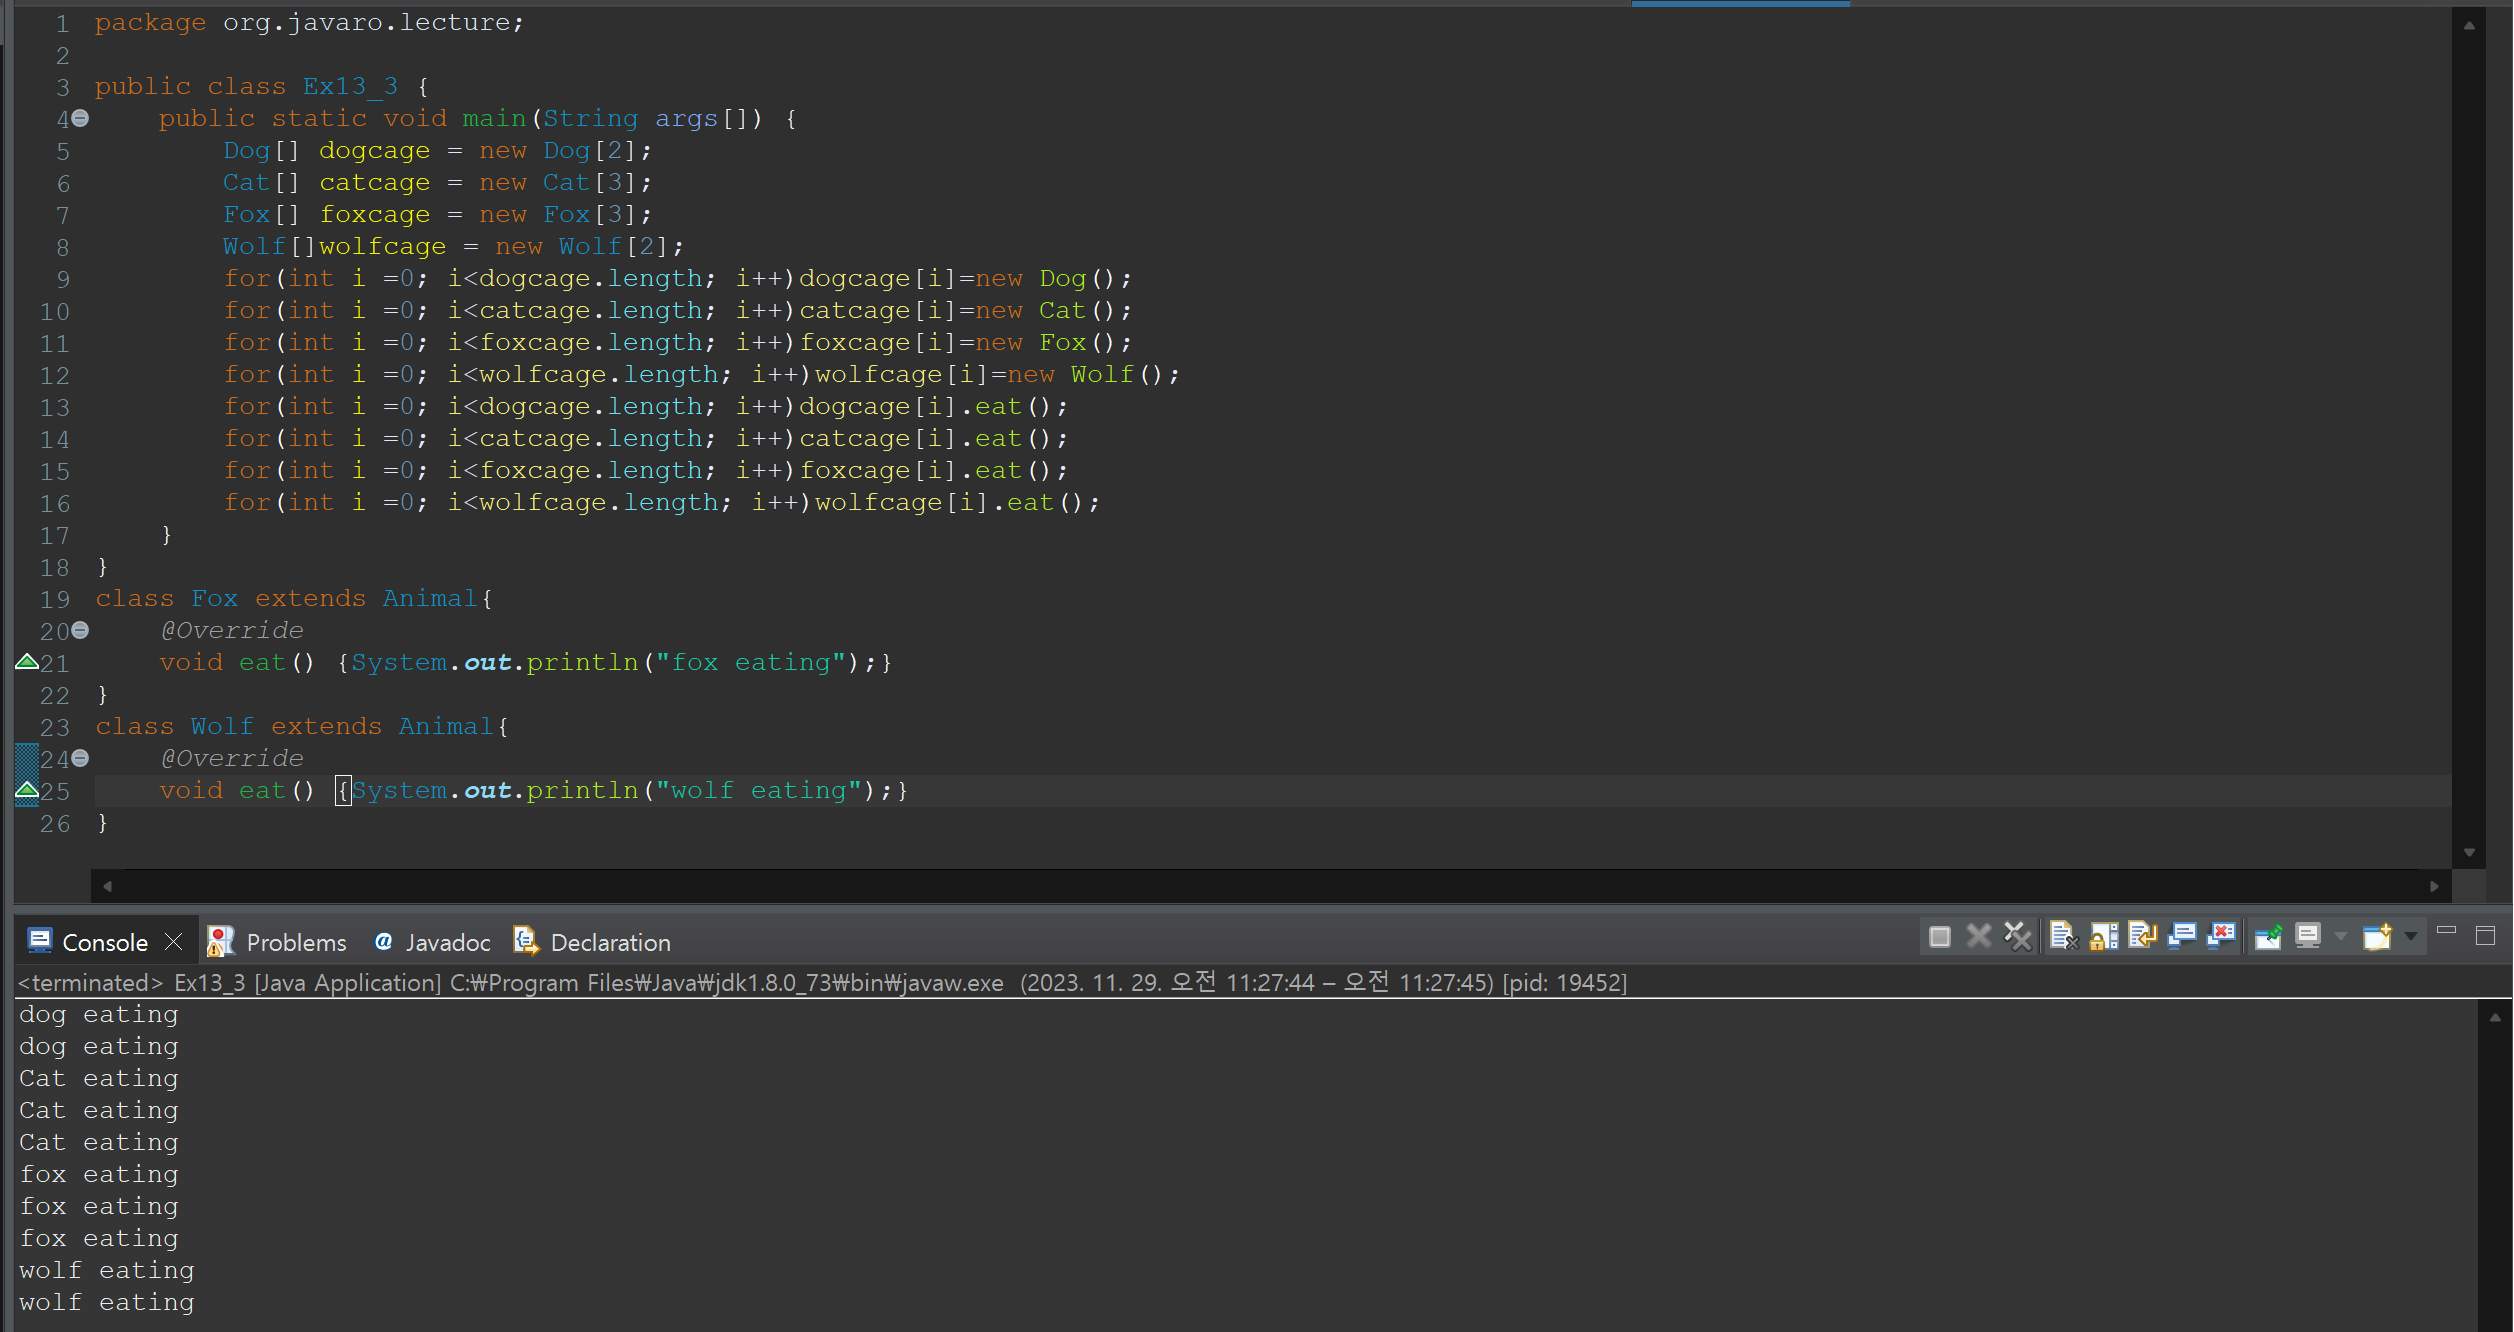 1 package org.javaro.lecture;
2
3 public class Ex13_3 {
4     public static void main(String args[]) {
5         Dog[] dogcage = new Dog[2];
6         Cat[] catcage = new Cat[3];
7         Fox[] foxcage = new Fox[3];
8         Wolf[]wolfcage = new Wolf[2];
9         for(int i =0; i<dogcage.length; i++)dogcage[i]=new Dog();
10         for(int i =0; i<catcage.length; i++)catcage[i]=new Cat();
11         for(int i =0; i<foxcage.length; i++)foxcage[i]=new Fox();
12         for(int i =0; i<wolfcage.length; i++)wolfcage[i]=new Wolf();
13         for(int i =0; i<dogcage.length; i++)dogcage[i].eat();
14         for(int i =0; i<catcage.length; i++)catcage[i].eat();
15         for(int i =0; i<foxcage.length; i++)foxcage[i].eat();
16         for(int i =0; i<wolfcage.length; i++)wolfcage[i].eat();
17     }
18 }
19 class Fox extends Animal{
20     @Override
21     void eat() {System.out.println("fox eating");}
22 }
23 class Wolf extends Animal{
24     @Override
25     void eat() {System.out.println("wolf eating");}
26 }
Console Problems @ Javadoc Declaration
<terminated> Ex13_3 [Java Application] C:₩Program Files₩Java₩jdk1.8.0_73₩bin₩javaw.exe (2023. 11. 29. 오전 11:27:44 – 오전 11:27:45) [pid: 19452]
dog eating
dog eating
Cat eating
Cat eating
Cat eating
fox eating
fox eating
fox eating
wolf eating
wolf eating